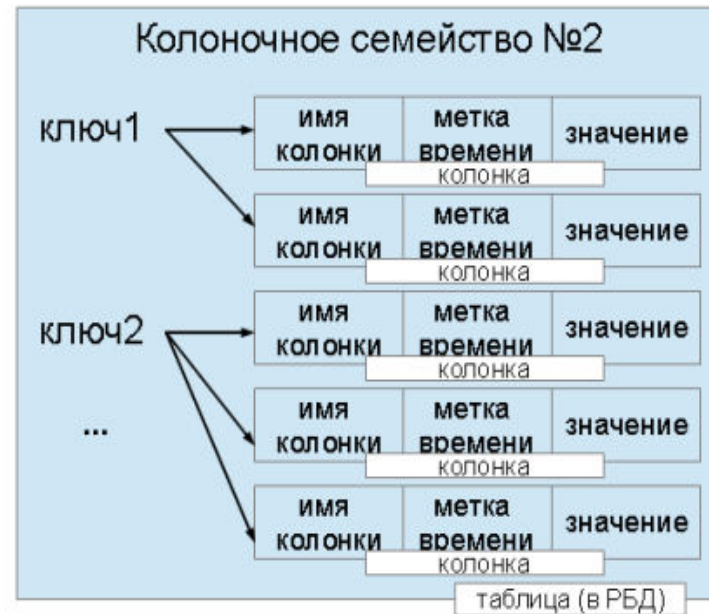 Колоночное семейство №2
ключ1
имя колонки
метка времени
значение
колонка
имя колонки
метка времени
значение
колонка
ключ2
имя колонки
метка времени
значение
колонка
...
имя колонки
метка времени
значение
колонка
имя колонки
метка времени
значение
колонка
таблица (в РБД)